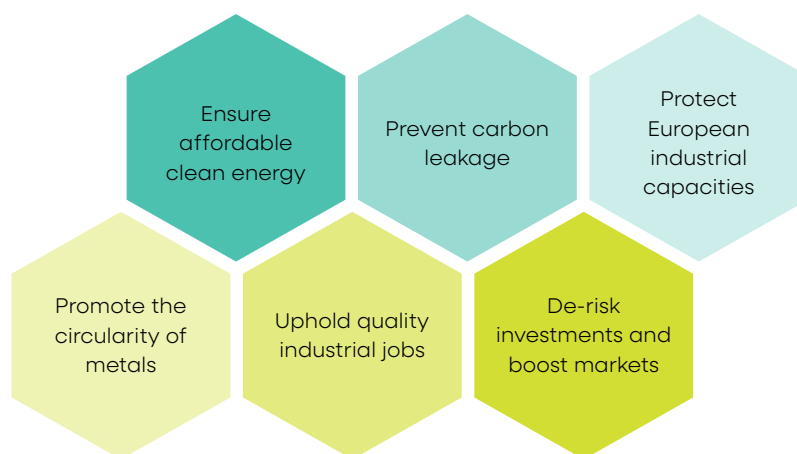 Ensure
affordable
clean energy
Prevent carbon
leakage
Protect
European
industrial
capacities
Promote the
circularity of
metals
Uphold quality
industrial jobs
De-risk
investments and
boost markets